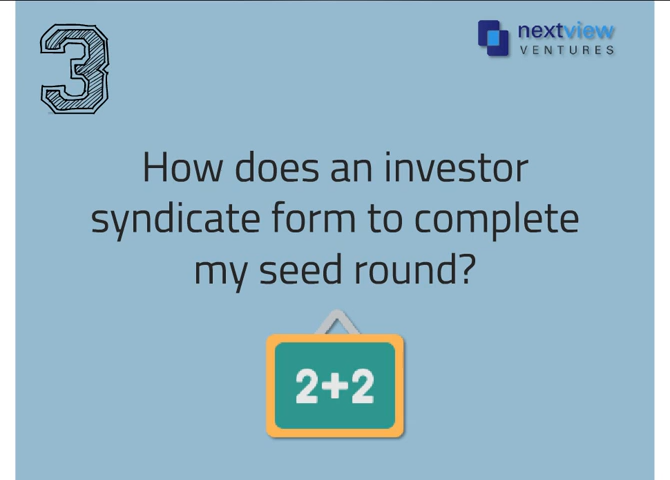 3
nextview
VENTURES
How does an investor
syndicate form to complete
my seed round?
2+2